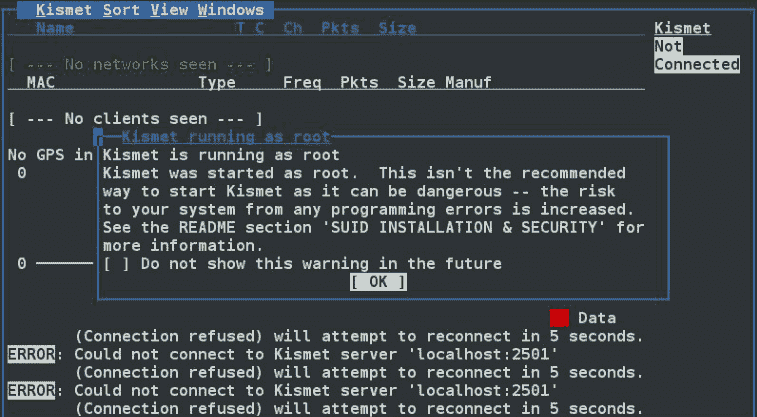 Kismet Sort View Windows
Name T C Ch Pkts Size
Kismet
Not
Connected
[ --- No networks seen --- ]
MAC Type Freq Pkts Size Manuf
[ --- No clients seen --- ]
Kismet running as root
No GPS in
0
Kismet is running as root
Kismet was started as root. This isn't the recommended
way to start Kismet as it can be dangerous -- the risk
to your system from any programming errors is increased.
See the README section 'SUID INSTALLATION & SECURITY' for
more information.
0
[ ] Do not show this warning in the future
[ OK ]
Data
(Connection refused) will attempt to reconnect in 5 seconds.
ERROR: Could not connect to Kismet server 'localhost:2501'
(Connection refused) will attempt to reconnect in 5 seconds.
ERROR: Could not connect to Kismet server 'localhost:2501'
(Connection refused) will attempt to reconnect in 5 seconds.